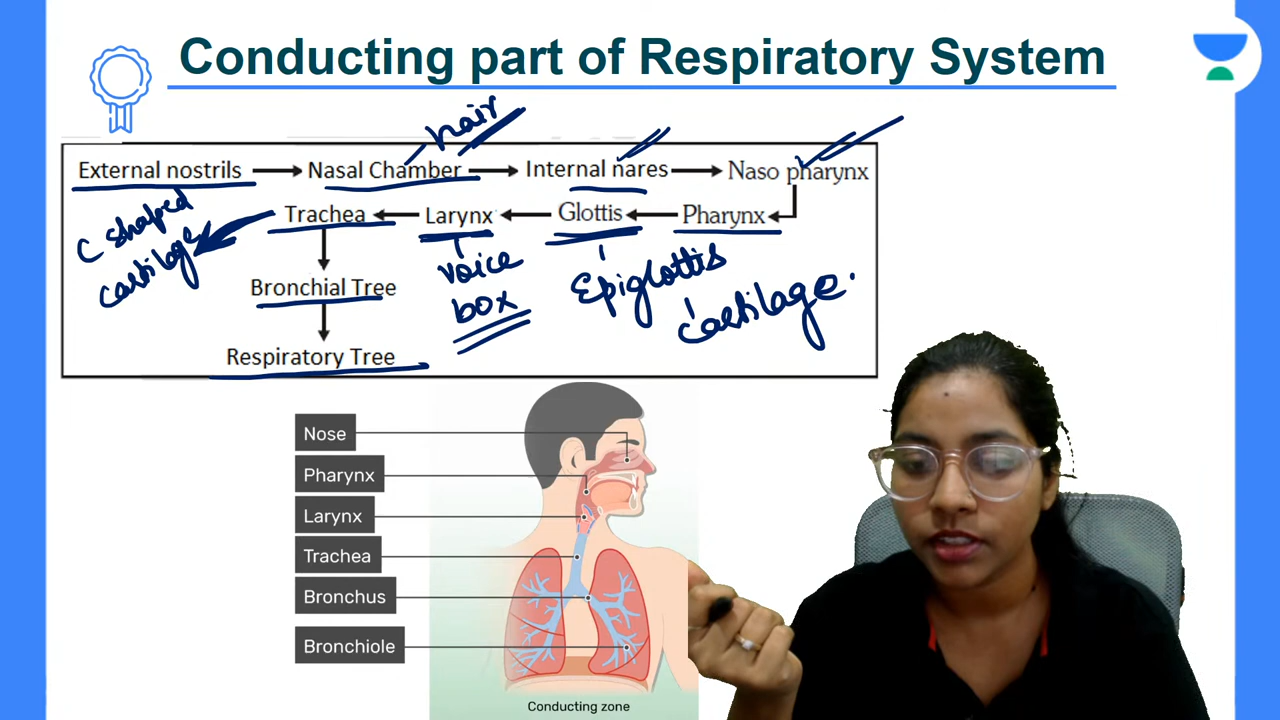 Conducting part of Respiratory System
hair
External nostrils → Nasal Chamber → Internal nares → Naso pharynx
Trachea ← Larynx ← Glottis ← Pharynx
C shaped
cartilage
voice
box
Epiglottis
cartilage.
Bronchial Tree
Respiratory Tree
Nose
Pharynx
Larynx
Trachea
Bronchus
Bronchiole
Conducting zone